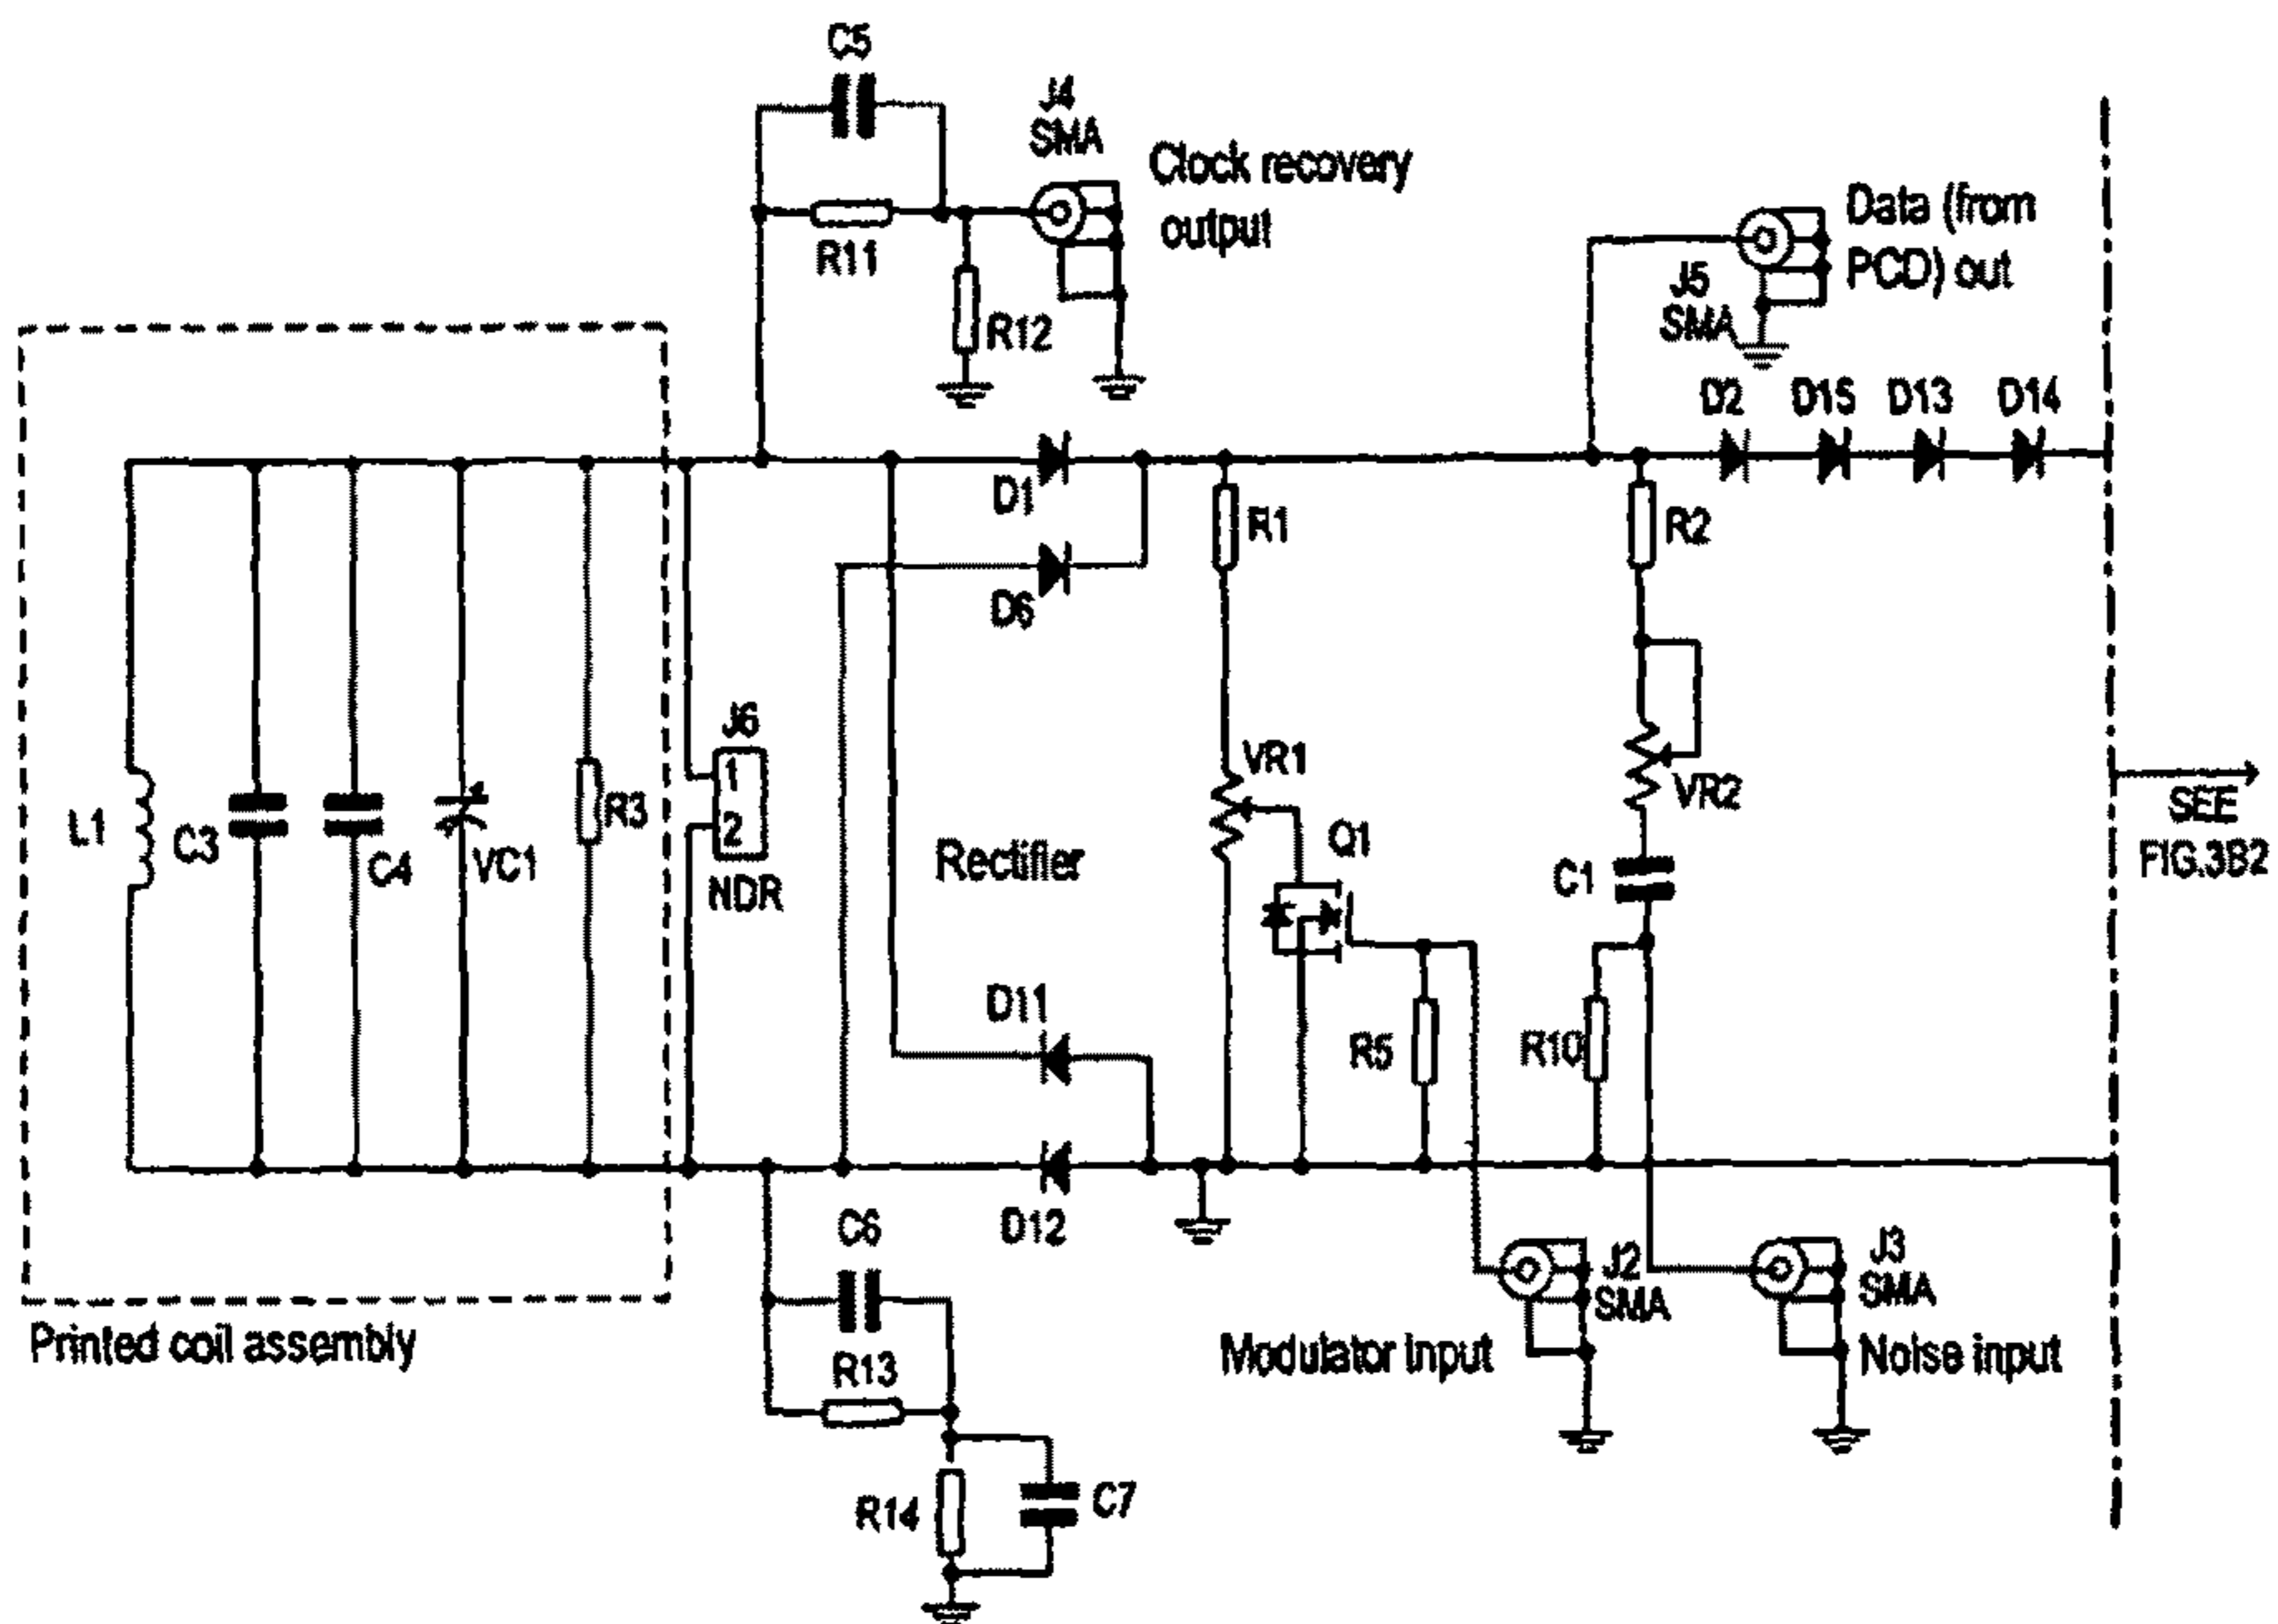 C5
J4
SMA
Clock recovery
output
R11
R12
Data (from
PCD) out
J5
SMA
D2
D15
D13
D14
D1
D6
R1
R2
J6
1
2
NDR
L1
C3
C4
VC1
R3
Rectifier
VR1
Q1
VR2
C1
SEE
FIG.3B2
D11
R5
R10
D12
C6
R13
R14
C7
Printed coil assembly
Modulator input
J2
SMA
J3
SMA
Noise input